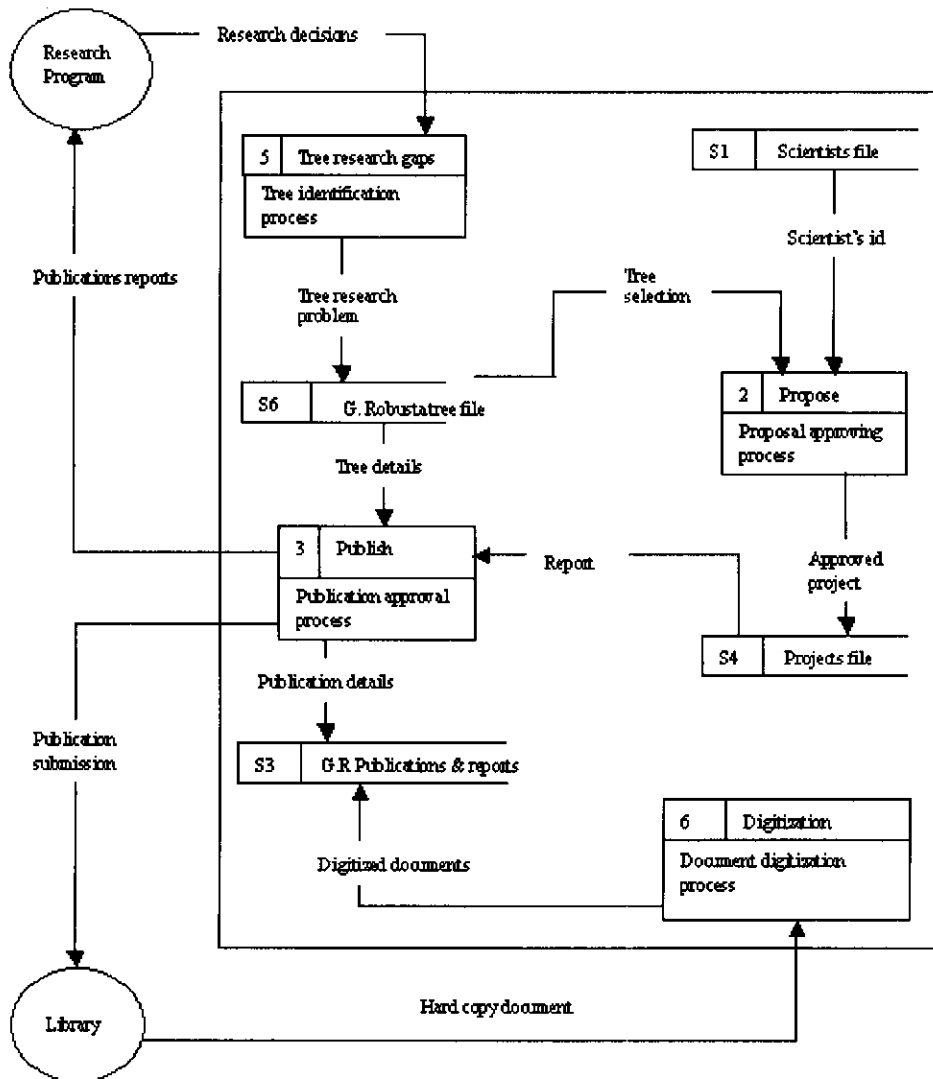 Research decisions
Research
Program
5 Tree research gaps
Tree identification
process
S1 Scientists file
Scientist's id
Publications reports
Tree research
problem
Tree
selection
S6 G. Robustatree file
2 Propose
Proposal approving
process
Tree details
3 Publish
Publication approval
process
Report
Approved
project
S4 Projects file
Publication details
Publication
submission
S3 G.R Publications & reports
6 Digitization
Document digitization
process
Digitized documents
Hard copy document
Library